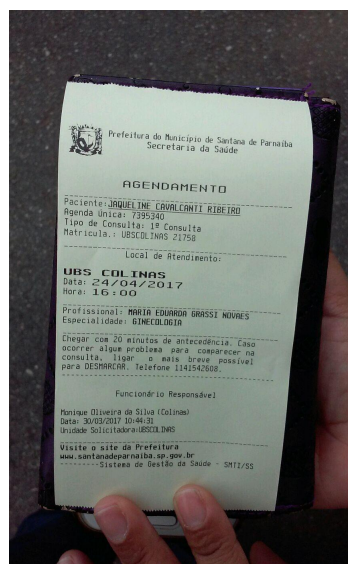 Prefeitura do Município de Santana de Parnaíba
Secretaria da Saúde
AGENDAMENTO
Paciente: JAQUELINE CAVALCANTI RIBEIRO
Agenda Única: 7395340
Tipo de Consulta: 1ª Consulta
Matrícula.: UBSCOLINAS 21758
Local de Atendimento:
UBS COLINAS
Data: 24/04/2017
Hora: 16:00
Profissional: MARIA EDUARDA GRASSI NOVAES
Especialidade: GINECOLOGIA
Chegar com 20 minutos de antecedência. Caso
ocorrer algum problema para comparecer na
consulta, ligar o mais breve possível
para DESMARCAR. Telefone 1141542608.
Funcionário Responsável
Monique Oliveira da Silva (Colinas)
Data: 30/03/2017 10:44:31
Unidade Solicitadora:UBSCOLINAS
Visite o site da Prefeitura
www.santanadeparnaiba.sp.gov.br
---------Sistema de Gestão da Saúde - SMTI/SS